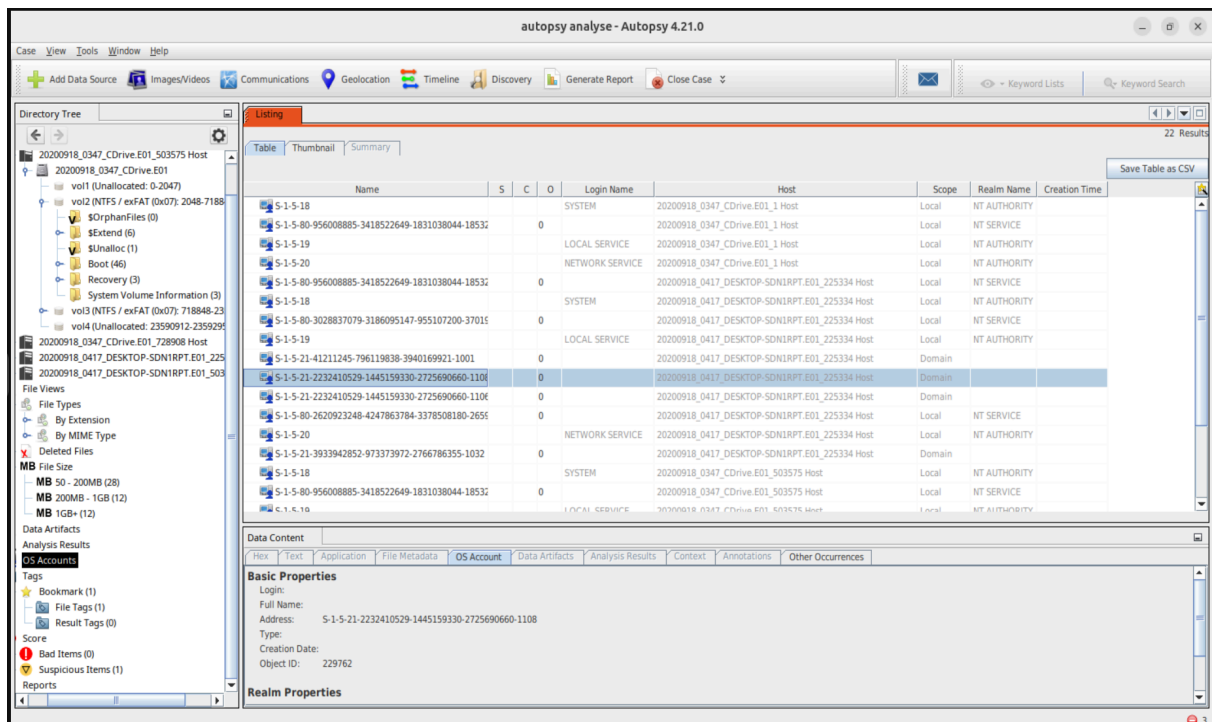 autopsy analyse - Autopsy 4.21.0
Case View Tools Window Help
Add Data Source Images/Videos Communications Geolocation Timeline Discovery Generate Report Close Case Keyword Lists Keyword Search
Directory Tree
20200918_0347_CDrive.E01_503575 Host
20200918_0347_CDrive.E01
vol1 (Unallocated: 0-2047)
vol2 (NTFS / exFAT (0x07): 2048-7188
$OrphanFiles (0)
$Extend (6)
$Unalloc (1)
Boot (46)
Recovery (3)
System Volume Information (3)
vol3 (NTFS / exFAT (0x07): 718848-23
vol4 (Unallocated: 23590912-2359295
20200918_0347_CDrive.E01_728908 Host
20200918_0417_DESKTOP-SDN1RPT.E01_225
20200918_0417_DESKTOP-SDN1RPT.E01_503
File Views
File Types
By Extension
By MIME Type
Deleted Files
MB File Size
MB 50 - 200MB (28)
MB 200MB - 1GB (12)
MB 1GB+ (12)
Data Artifacts
Analysis Results
OS Accounts
Tags
Bookmark (1)
File Tags (1)
Result Tags (0)
Score
Bad Items (0)
Suspicious Items (1)
Reports
Listing
22 Results
Table Thumbnail Summary
Save Table as CSV
Name S C O Login Name Host Scope Realm Name Creation Time
S-1-5-18 SYSTEM 20200918_0347_CDrive.E01_1 Host Local NT AUTHORITY
S-1-5-80-956008885-3418522649-1831038044-18532 0 20200918_0347_CDrive.E01_1 Host Local NT SERVICE
S-1-5-19 LOCAL SERVICE 20200918_0347_CDrive.E01_1 Host Local NT AUTHORITY
S-1-5-20 NETWORK SERVICE 20200918_0347_CDrive.E01_1 Host Local NT AUTHORITY
S-1-5-80-956008885-3418522649-1831038044-18532 0 20200918_0417_DESKTOP-SDN1RPT.E01_225334 Host Local NT SERVICE
S-1-5-18 SYSTEM 20200918_0417_DESKTOP-SDN1RPT.E01_225334 Host Local NT AUTHORITY
S-1-5-80-3028837079-3186095147-955107200-37019 0 20200918_0417_DESKTOP-SDN1RPT.E01_225334 Host Local NT SERVICE
S-1-5-19 LOCAL SERVICE 20200918_0417_DESKTOP-SDN1RPT.E01_225334 Host Local NT AUTHORITY
S-1-5-21-41211245-796119838-3940169921-1001 0 20200918_0417_DESKTOP-SDN1RPT.E01_225334 Host Domain
S-1-5-21-2232410529-1445159330-2725690660-1108 0 20200918_0417_DESKTOP-SDN1RPT.E01_225334 Host Domain
S-1-5-21-2232410529-1445159330-2725690660-1106 0 20200918_0417_DESKTOP-SDN1RPT.E01_225334 Host Domain
S-1-5-80-2620923248-4247863784-3378508180-2659 0 20200918_0417_DESKTOP-SDN1RPT.E01_225334 Host Local NT SERVICE
S-1-5-20 NETWORK SERVICE 20200918_0417_DESKTOP-SDN1RPT.E01_225334 Host Local NT AUTHORITY
S-1-5-21-3933942852-973373972-2766786355-1032 0 20200918_0417_DESKTOP-SDN1RPT.E01_225334 Host Domain
S-1-5-18 SYSTEM 20200918_0347_CDrive.E01_503575 Host Local NT AUTHORITY
S-1-5-80-956008885-3418522649-1831038044-18532 0 20200918_0347_CDrive.E01_503575 Host Local NT SERVICE
S-1-5-19 LOCAL SERVICE 20200918_0347_CDrive.E01_503575 Host Local NT AUTHORITY
Data Content
Hex Text Application File Metadata OS Account Data Artifacts Analysis Results Context Annotations Other Occurrences
Basic Properties
Login:
Full Name:
Address: S-1-5-21-2232410529-1445159330-2725690660-1108
Type:
Creation Date:
Object ID: 229762
Realm Properties
3